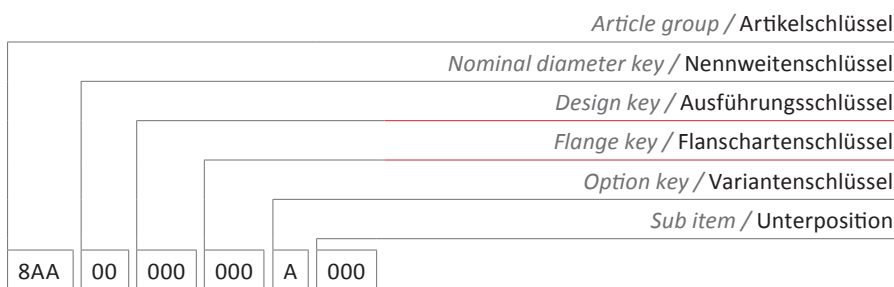 Article group / Artikelschlüssel
Nominal diameter key / Nennweitenschlüssel
Design key / Ausführungsschlüssel
Flange key / Flanschartenschlüssel
Option key / Variantenschlüssel
Sub item / Unterposition
8AA 00 000 000 A 000